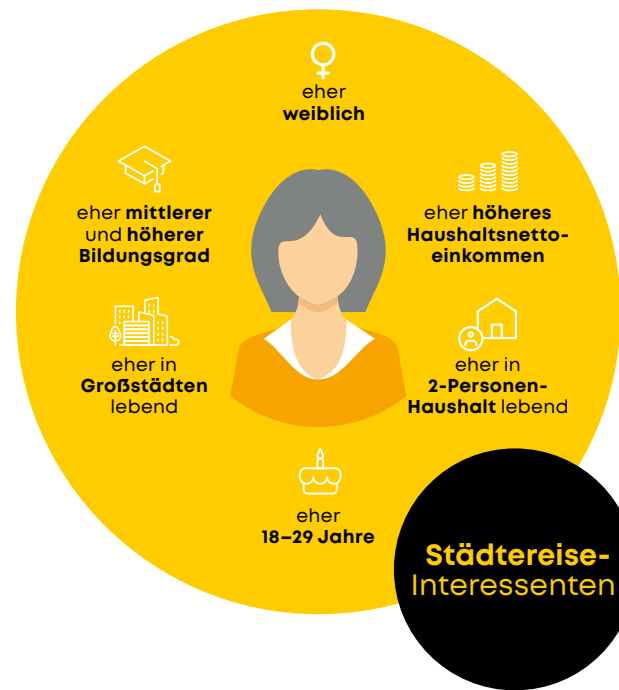 eher
weiblich
eher mittlerer
und höherer
Bildungsgrad
eher höheres
Haushaltsnetto-
einkommen
eher in
Großstädten
lebend
eher in
2-Personen-
Haushalt lebend
eher
18–29 Jahre
Städtereise-
Interessenten